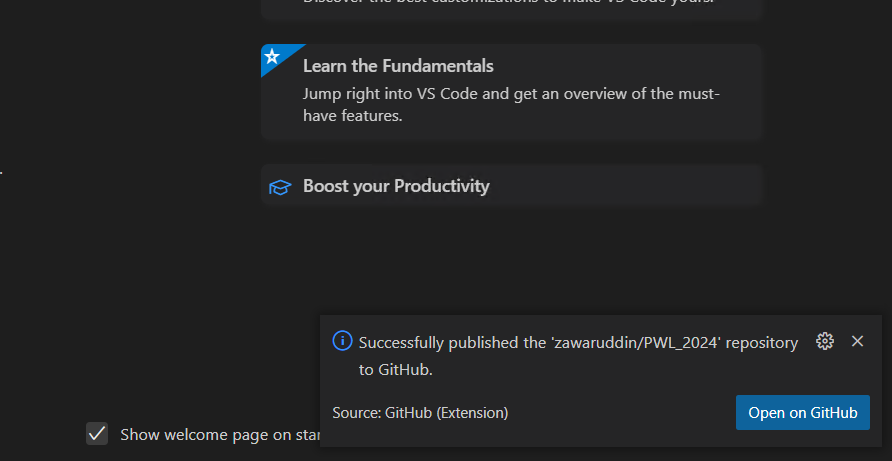 Discover the best customizations to make VS Code yours.
Learn the Fundamentals
Jump right into VS Code and get an overview of the must-
have features.
Boost your Productivity
Successfully published the 'zawaruddin/PWL_2024' repository
to GitHub.
Source: GitHub (Extension)
Open on GitHub
Show welcome page on